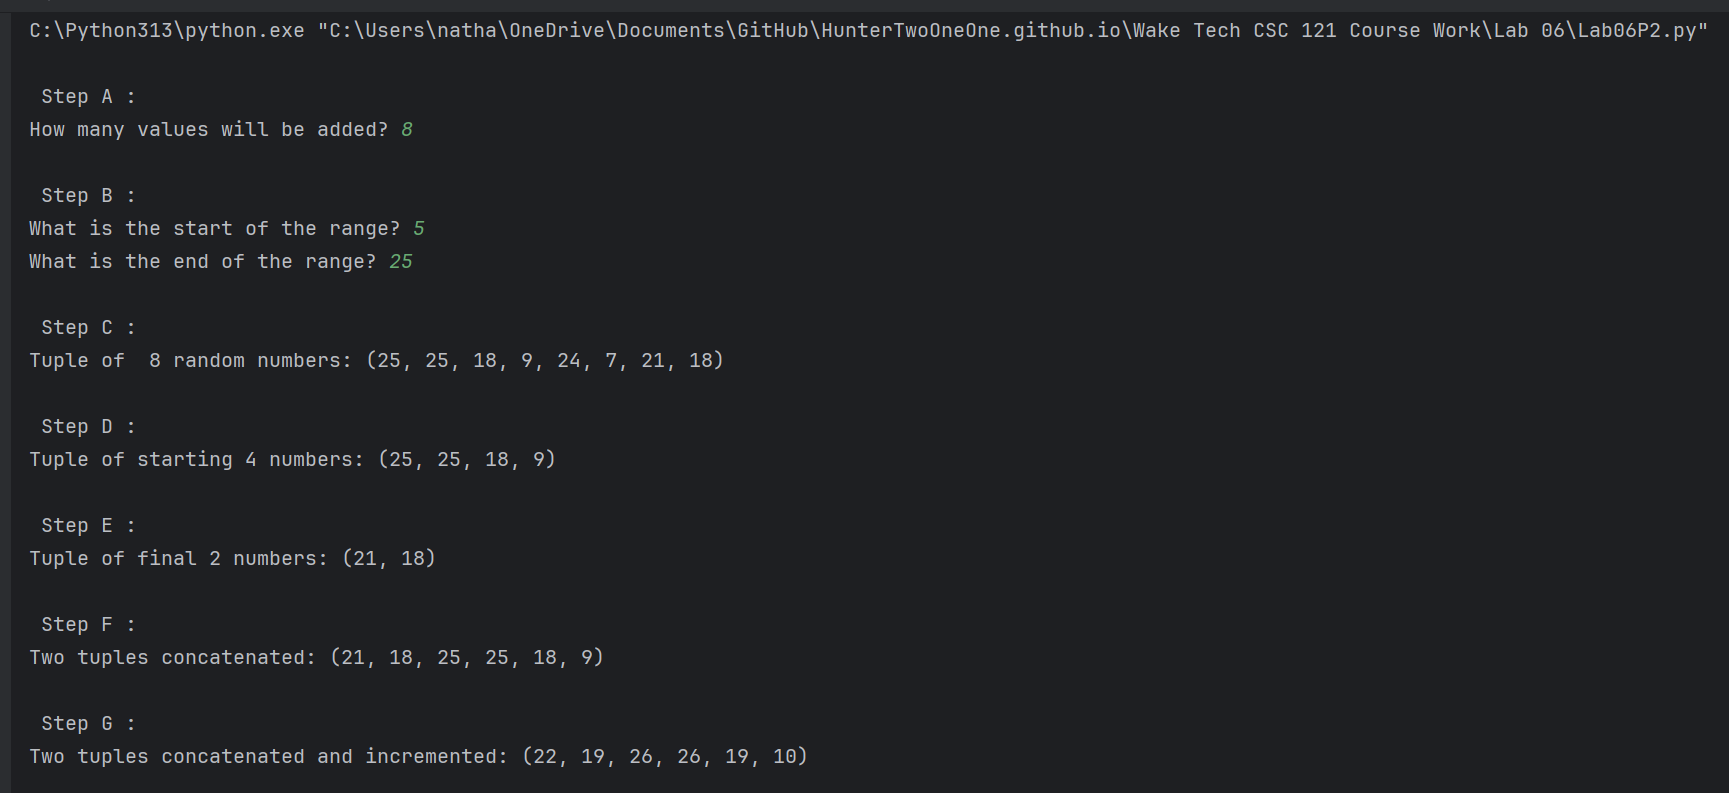 C:\Python313\python.exe "C:\Users\natha\OneDrive\Documents\GitHub\HunterTwoOneOne.github.io\Wake Tech CSC 121 Course Work\Lab 06\Lab06P2.py"
Step A :
How many values will be added? 8
Step B :
What is the start of the range? 5
What is the end of the range? 25
Step C :
Tuple of  8 random numbers: (25, 25, 18, 9, 24, 7, 21, 18)
Step D :
Tuple of starting 4 numbers: (25, 25, 18, 9)
Step E :
Tuple of final 2 numbers: (21, 18)
Step F :
Two tuples concatenated: (21, 18, 25, 25, 18, 9)
Step G :
Two tuples concatenated and incremented: (22, 19, 26, 26, 19, 10)